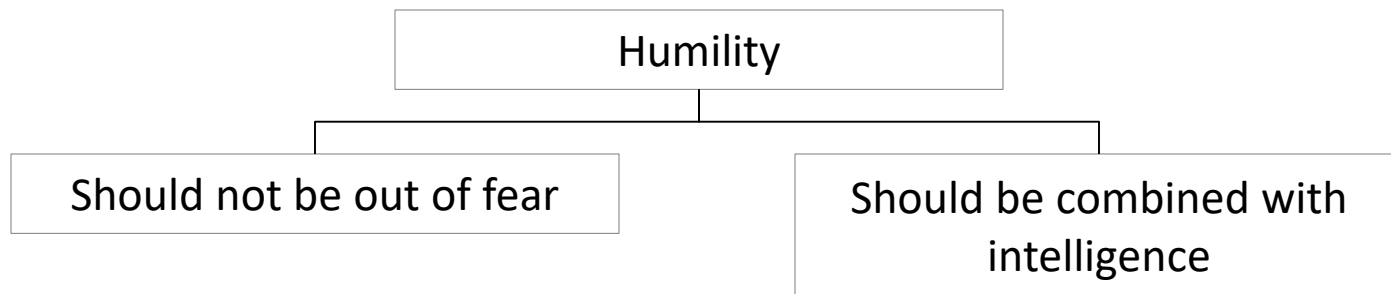 Humility
Should not be out of fear
Should be combined with
intelligence